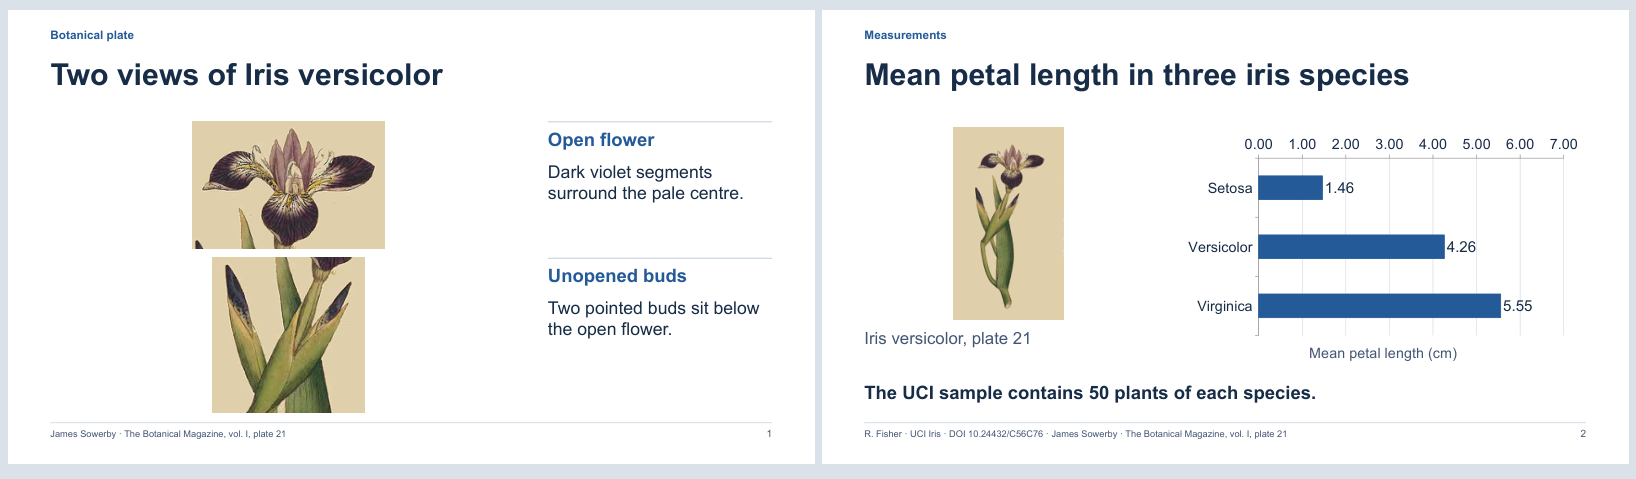 Botanical plate
Two views of Iris versicolor
Open flower
Dark violet segments
surround the pale centre.
Unopened buds
Two pointed buds sit below
the open flower.
James Sowerby · The Botanical Magazine, vol. I, plate 21
1
Measurements
Mean petal length in three iris species
Iris versicolor, plate 21
0.00 1.00 2.00 3.00 4.00 5.00 6.00 7.00
Setosa 1.46
Versicolor 4.26
Virginica 5.55
Mean petal length (cm)
The UCI sample contains 50 plants of each species.
R. Fisher · UCI Iris · DOI 10.24432/C56C76 · James Sowerby · The Botanical Magazine, vol. I, plate 21
2